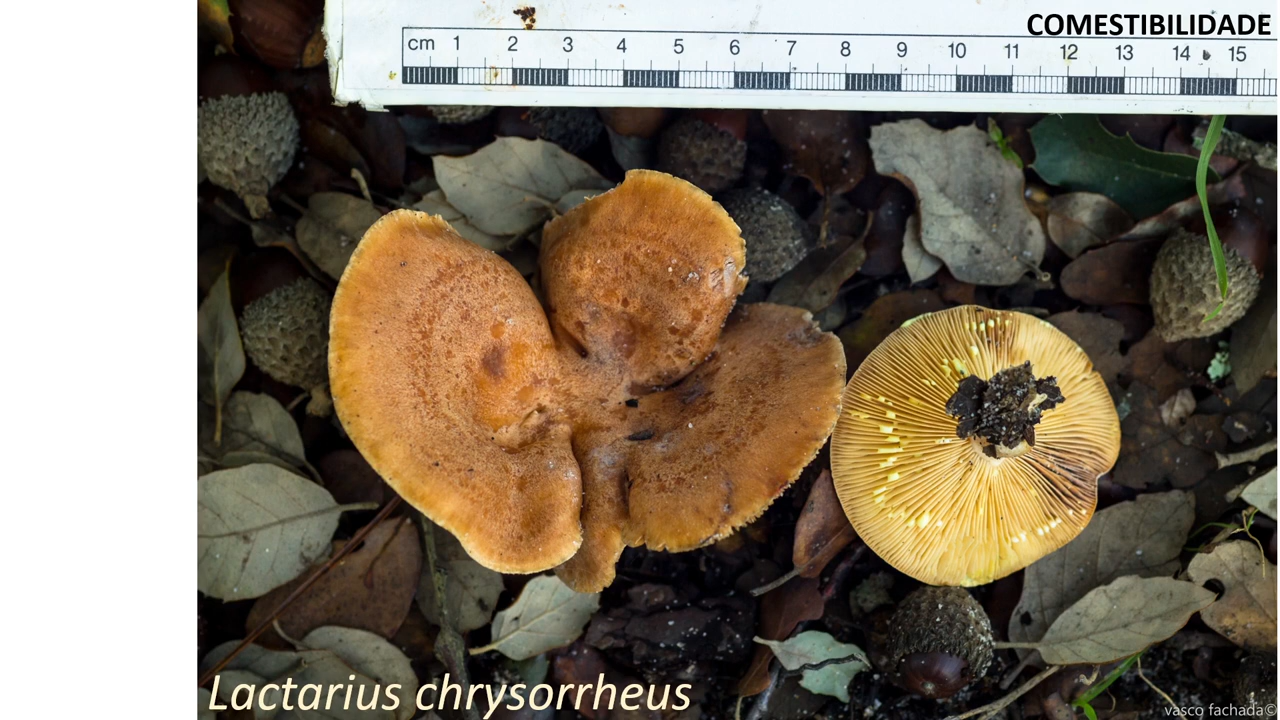 COMESTIBILIDADE
cm 1 2 3 4 5 6 7 8 9 10 11 12 13 14 15
Lactarius chrysorrheus
vasco fachada©